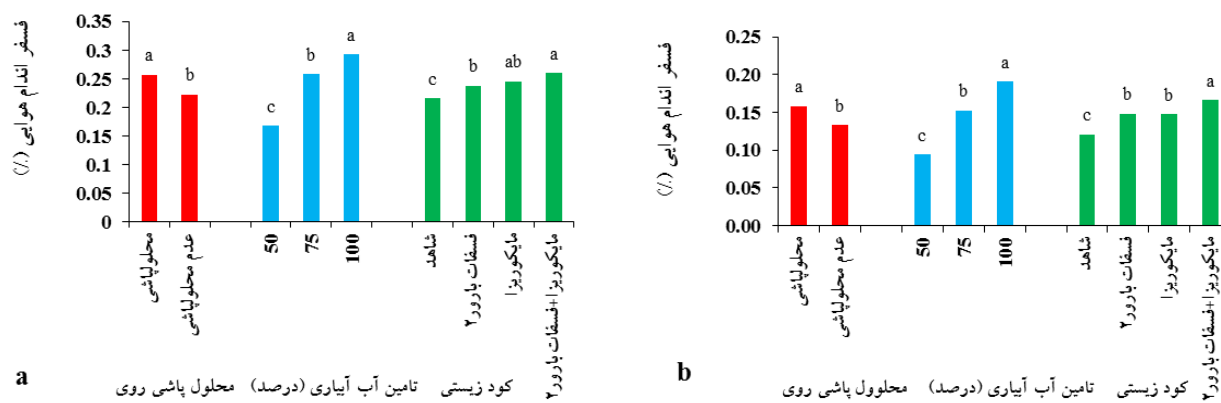 فسفر اندام هوایی (٪)
0.35
0.3
0.25
0.2
0.15
0.1
0.05
0
a
b
c
b
a
c
b
ab
a
محلولپاشی
عدم محلولپاشی
50
75
100
شاهد
فسفات بارور۲
مایکوریزا
مایکوریزا+فسفات بارور۲
محلول پاشی روی
تامین آب آبیاری (درصد)
کود زیستی
a
فسفر اندام هوایی (٪)
0.25
0.20
0.15
0.10
0.05
0.00
a
b
c
b
a
c
b
b
a
محلولپاشی
عدم محلولپاشی
50
75
100
شاهد
فسفات بارور۲
مایکوریزا
مایکوریزا+فسفات بارور۲
محلوول پاشی روی
تامین آب آبیاری (درصد)
کود زیستی
b